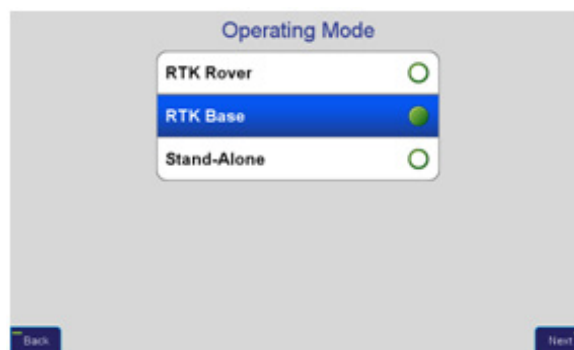 Operating Mode
RTK Rover
RTK Base
Stand-Alone
Back
Next